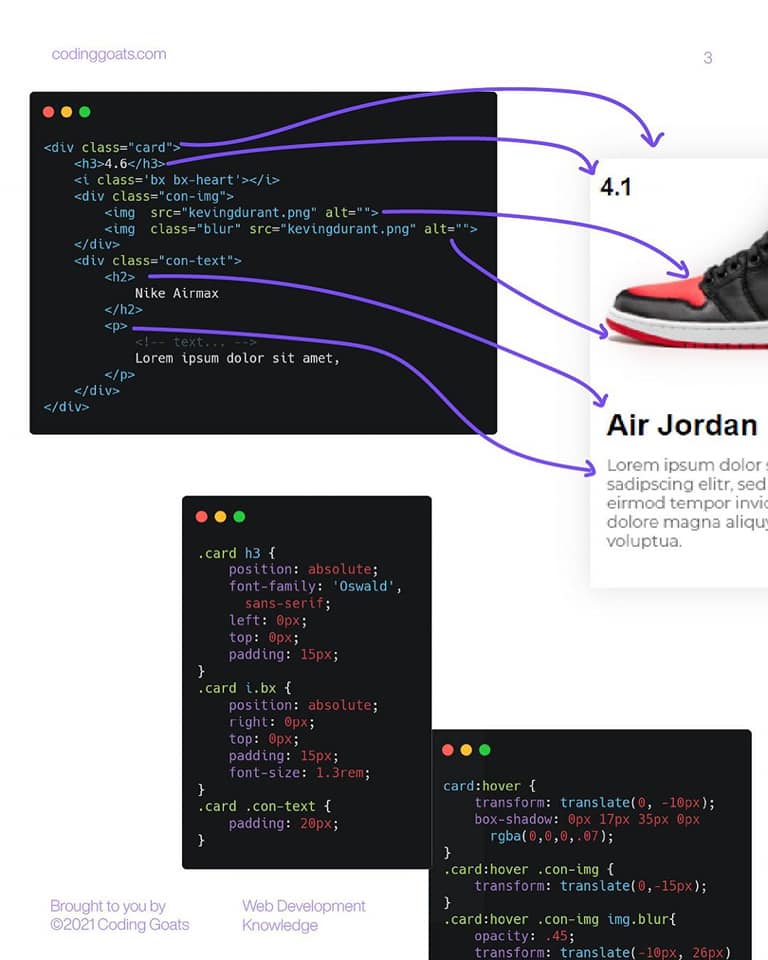 codinggoats.com
3
<div class="card">
<h3>4.6</h3>
<i class='bx bx-heart'></i>
<div class="con-img">
<img  src="kevingdurant.png" alt="">
<img  class="blur" src="kevingdurant.png" alt="">
</div>
<div class="con-text">
<h2>
Nike Airmax
</h2>
<p>
<!-- text... -->
Lorem ipsum dolor sit amet,
</p>
</div>
</div>
4.1
Air Jordan
Lorem ipsum dolor
sadipscing elitr, sed
eirmod tempor
dolore magna
voluptua.
.card h3 {
position: absolute;
font-family: 'Oswald',
sans-serif;
left: 0px;
top: 0px;
padding: 15px;
}
.card i.bx {
position: absolute;
right: 0px;
top: 0px;
padding: 15px;
font-size: 1.3rem;
}
.card .con-text {
padding: 20px;
}
card:hover {
transform: translate(0, -10px);
box-shadow: 0px 17px 35px 0px
rgba(0,0,0,.07);
}
.card:hover .con-img {
transform: translate(0,-15px);
}
.card:hover .con-img img.blur{
opacity: .45;
transform: translate(-10px, 26px)
Brought to you by
©2021 Coding Goats
Web Development
Knowledge